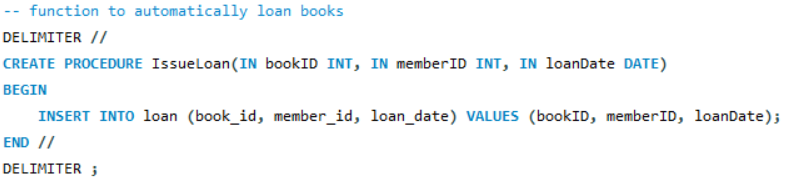 -- function to automatically loan books
DELIMITER //
CREATE PROCEDURE IssueLoan(IN bookID INT, IN memberID INT, IN loanDate DATE)
BEGIN
    INSERT INTO loan (book_id, member_id, loan_date) VALUES (bookID, memberID, loanDate);
END //
DELIMITER ;